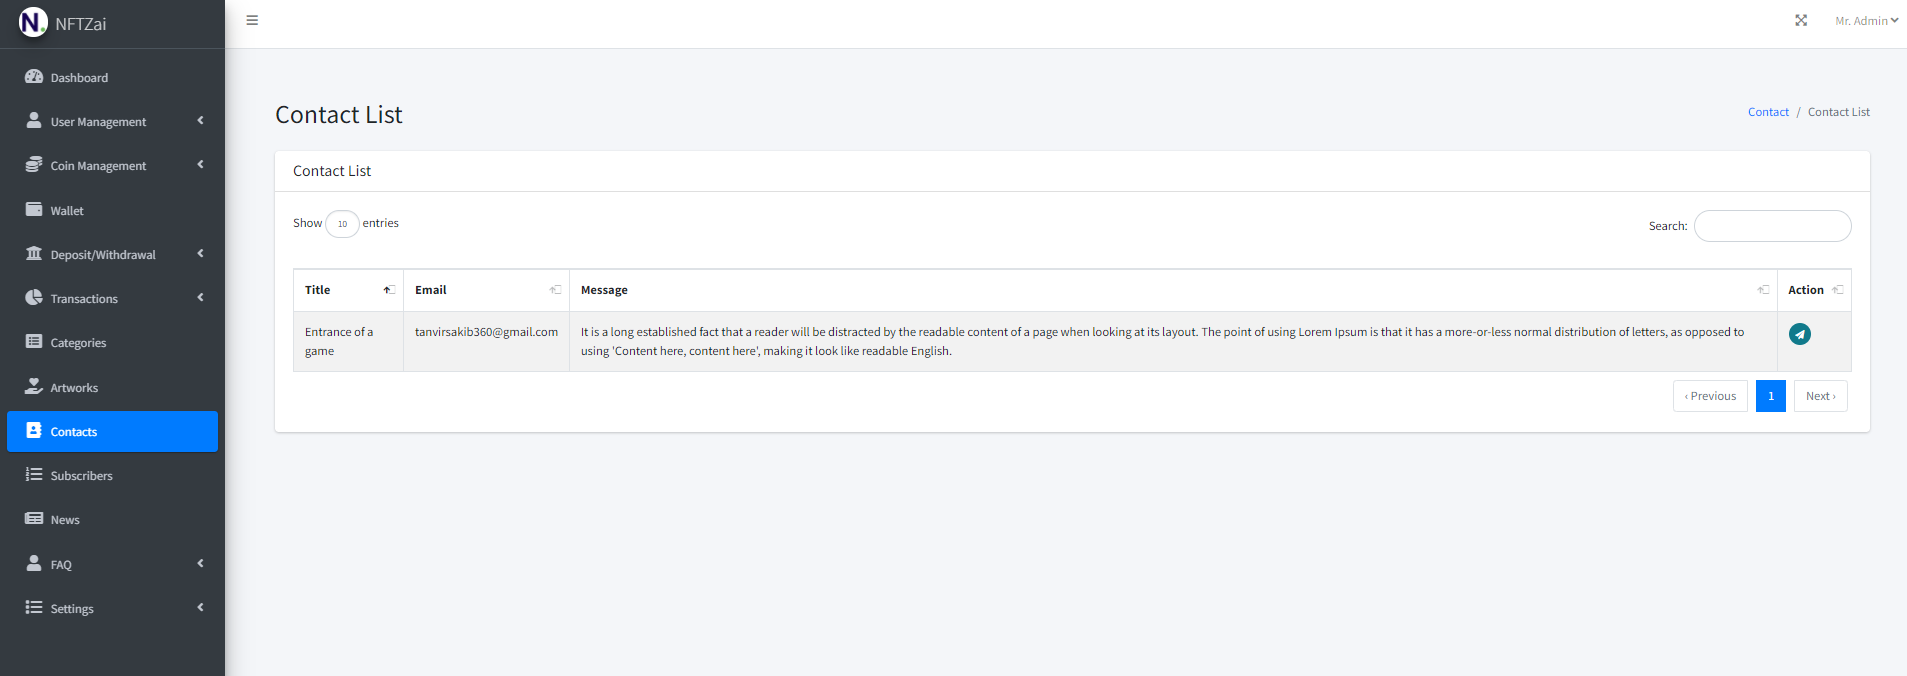 N. NFTZai
Mr. Admin
Dashboard
User Management
Coin Management
Wallet
Deposit/Withdrawal
Transactions
Categories
Artworks
Contacts
Subscribers
News
FAQ
Settings
Contact List
Contact / Contact List
Contact List
Show 10 entries
Search:
Title Email Message Action
Entrance of a
game
tanvirsakib360@gmail.com
It is a long established fact that a reader will be distracted by the readable content of a page when looking at its layout. The point of using Lorem Ipsum is that it has a more-or-less normal distribution of letters, as opposed to
using 'Content here, content here', making it look like readable English.
‹ Previous 1 Next ›